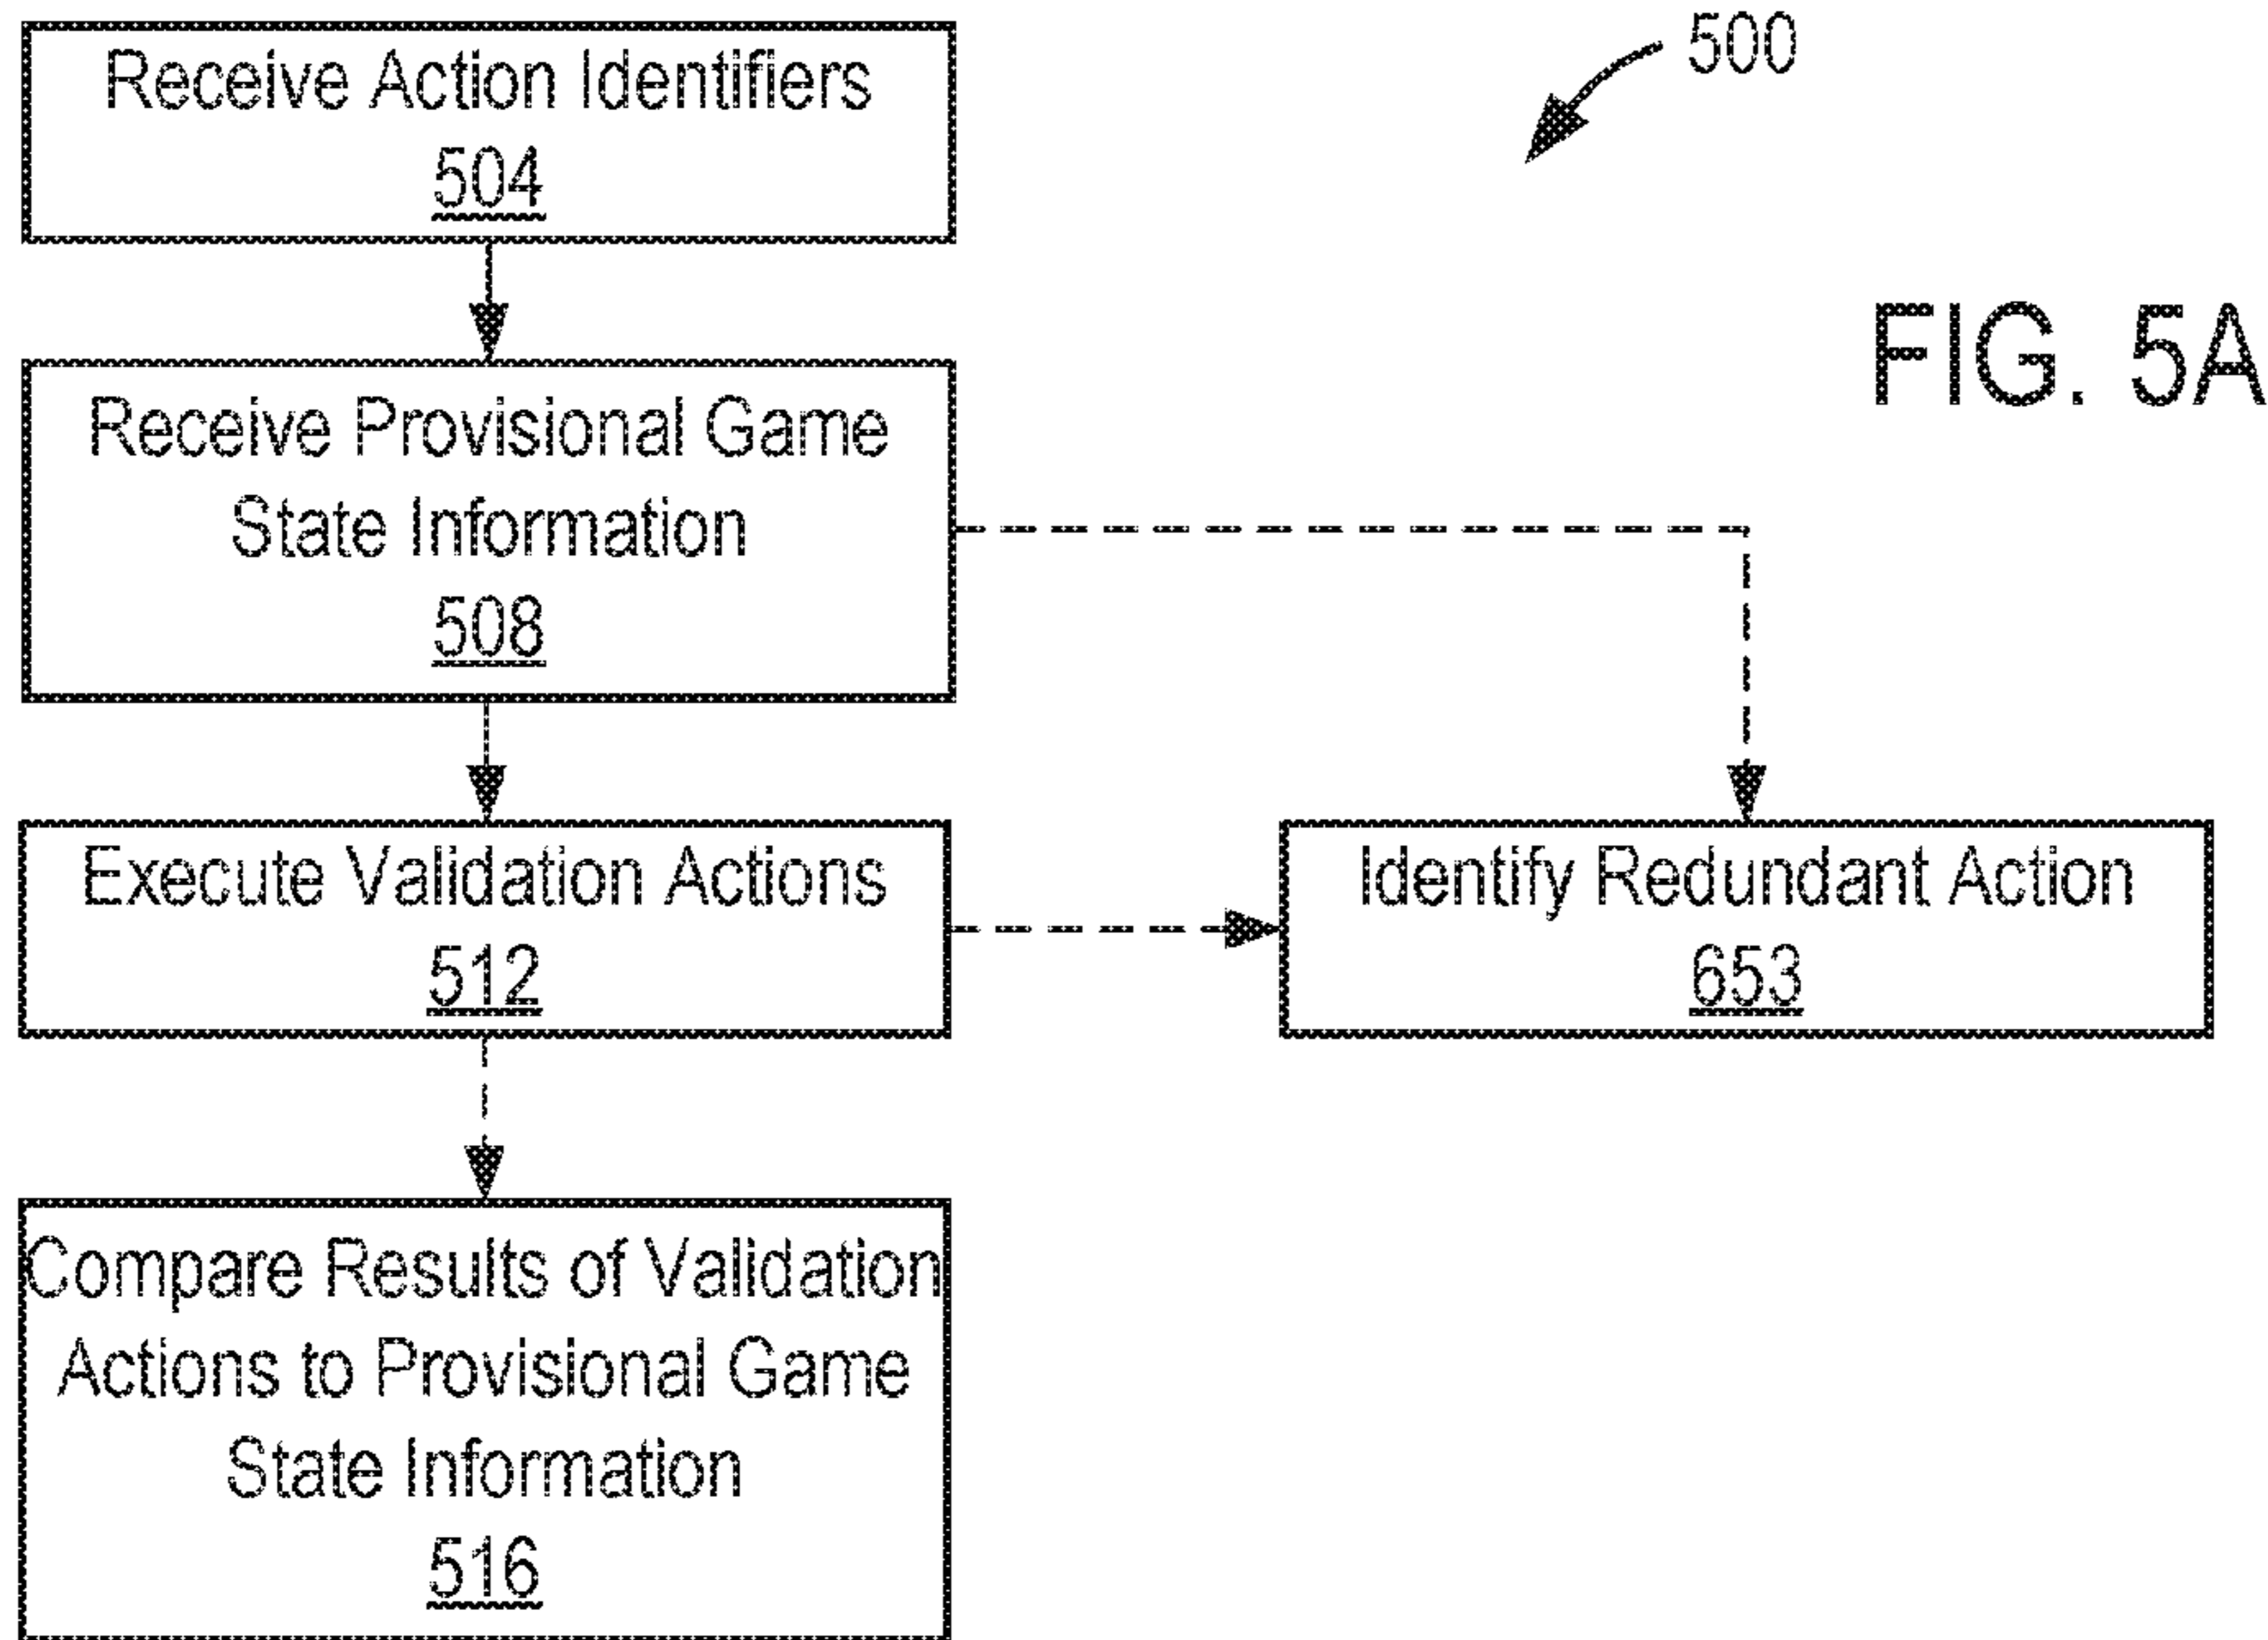 Receive Action Identifiers
504
500
FIG. 5A
Receive Provisional Game
State Information
508
Execute Validation Actions
512
Identify Redundant Action
653
Compare Results of Validation
Actions to Provisional Game
State Information
516